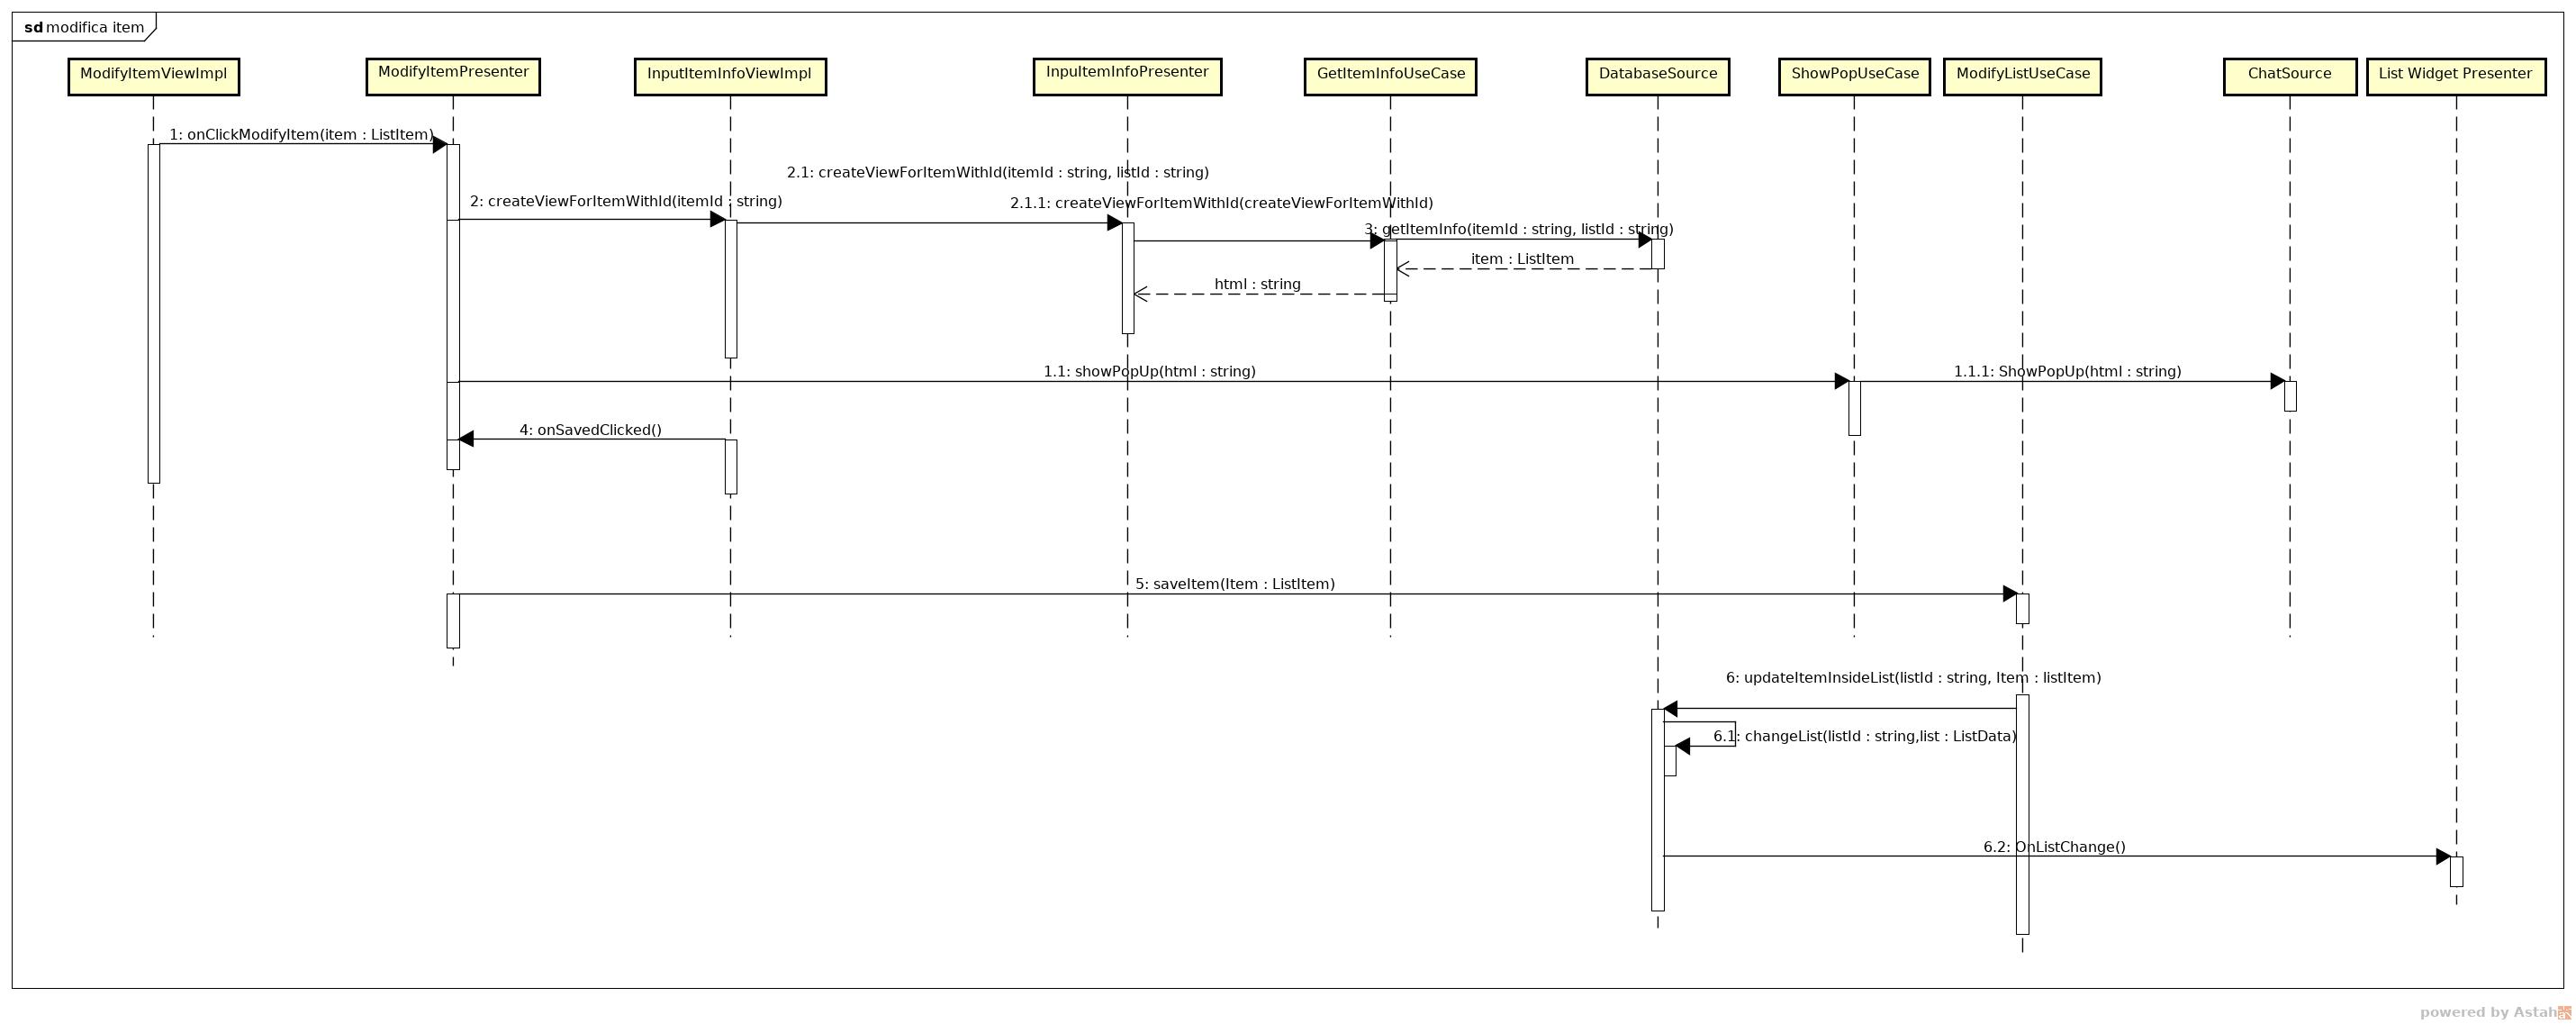 sd modifica item
ModifyItemViewImpl
ModifyItemPresenter
InputItemInfoViewImpl
InpuItemInfoPresenter
GetItemInfoUseCase
DatabaseSource
ShowPopUseCase
ModifyListUseCase
ChatSource
List Widget Presenter
1: onClickModifyItem(item : ListItem)
2.1: createViewForItemWithId(itemId : string, listId : string)
2: createViewForItemWithId(itemId : string)
2.1.1: createViewForItemWithId(createViewForItemWithId)
3: getItemInfo(itemId : string, listId : string)
item : ListItem
html : string
1.1: showPopUp(html : string)
1.1.1: ShowPopUp(html : string)
4: onSavedClicked()
5: saveItem(Item : ListItem)
6: updateItemInsideList(listId : string, Item : listItem)
6.1: changeList(listId : string,list : ListData)
6.2: OnListChange()
powered by Astah